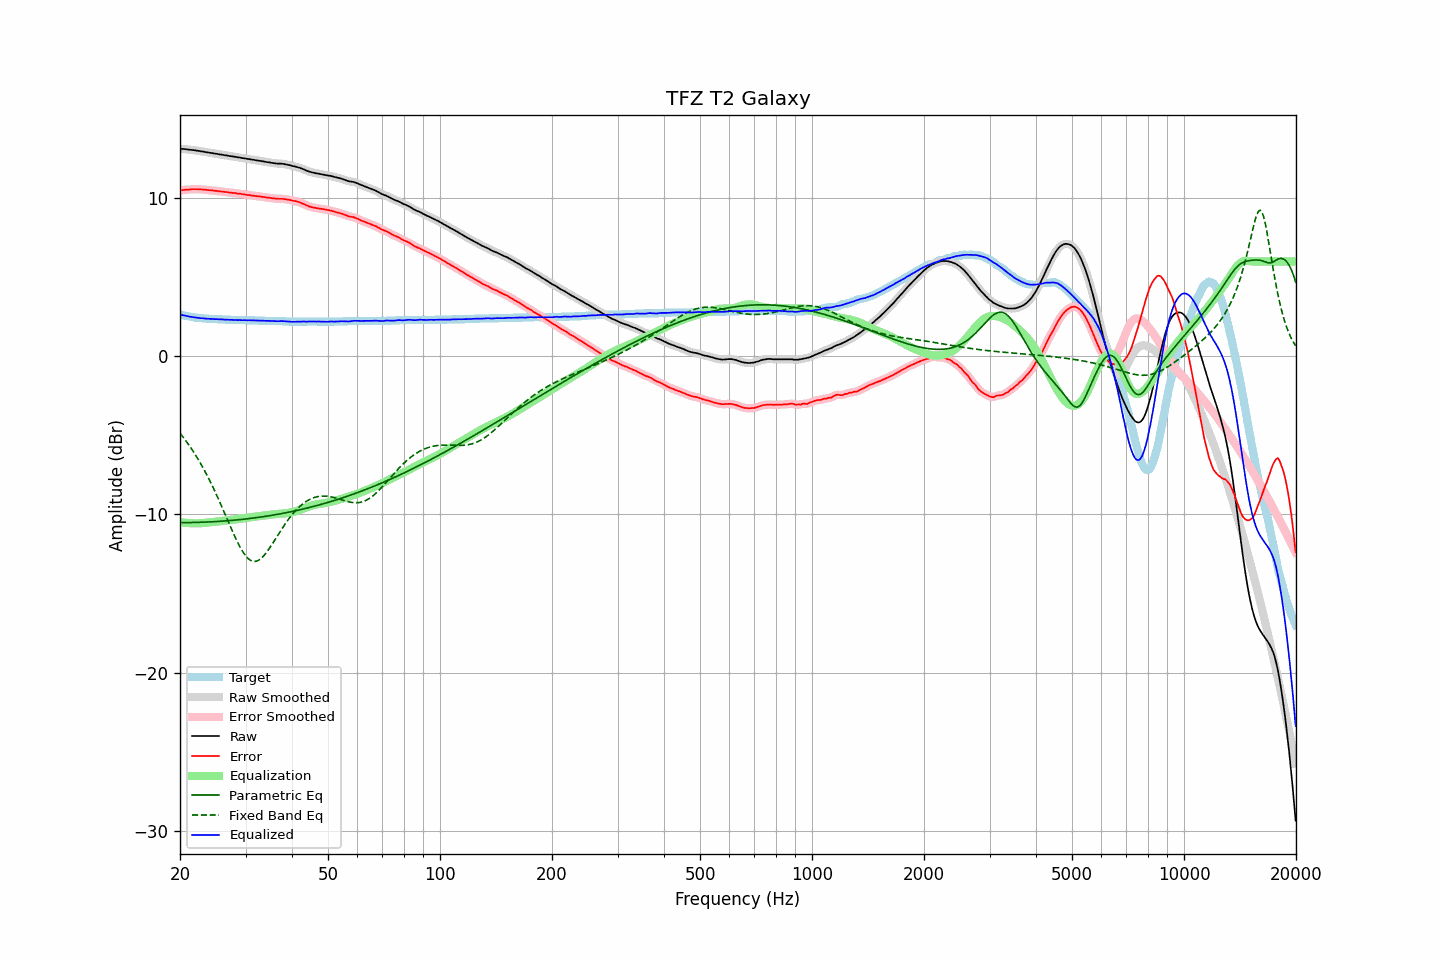 TFZ T2 Galaxy
Amplitude (dBr)
10
0
−10
−20
−30
Target
Raw Smoothed
Error Smoothed
Raw
Error
Equalization
Parametric Eq
Fixed Band Eq
Equalized
20 50 100 200 500 1000 2000 5000 10000 20000
Frequency (Hz)